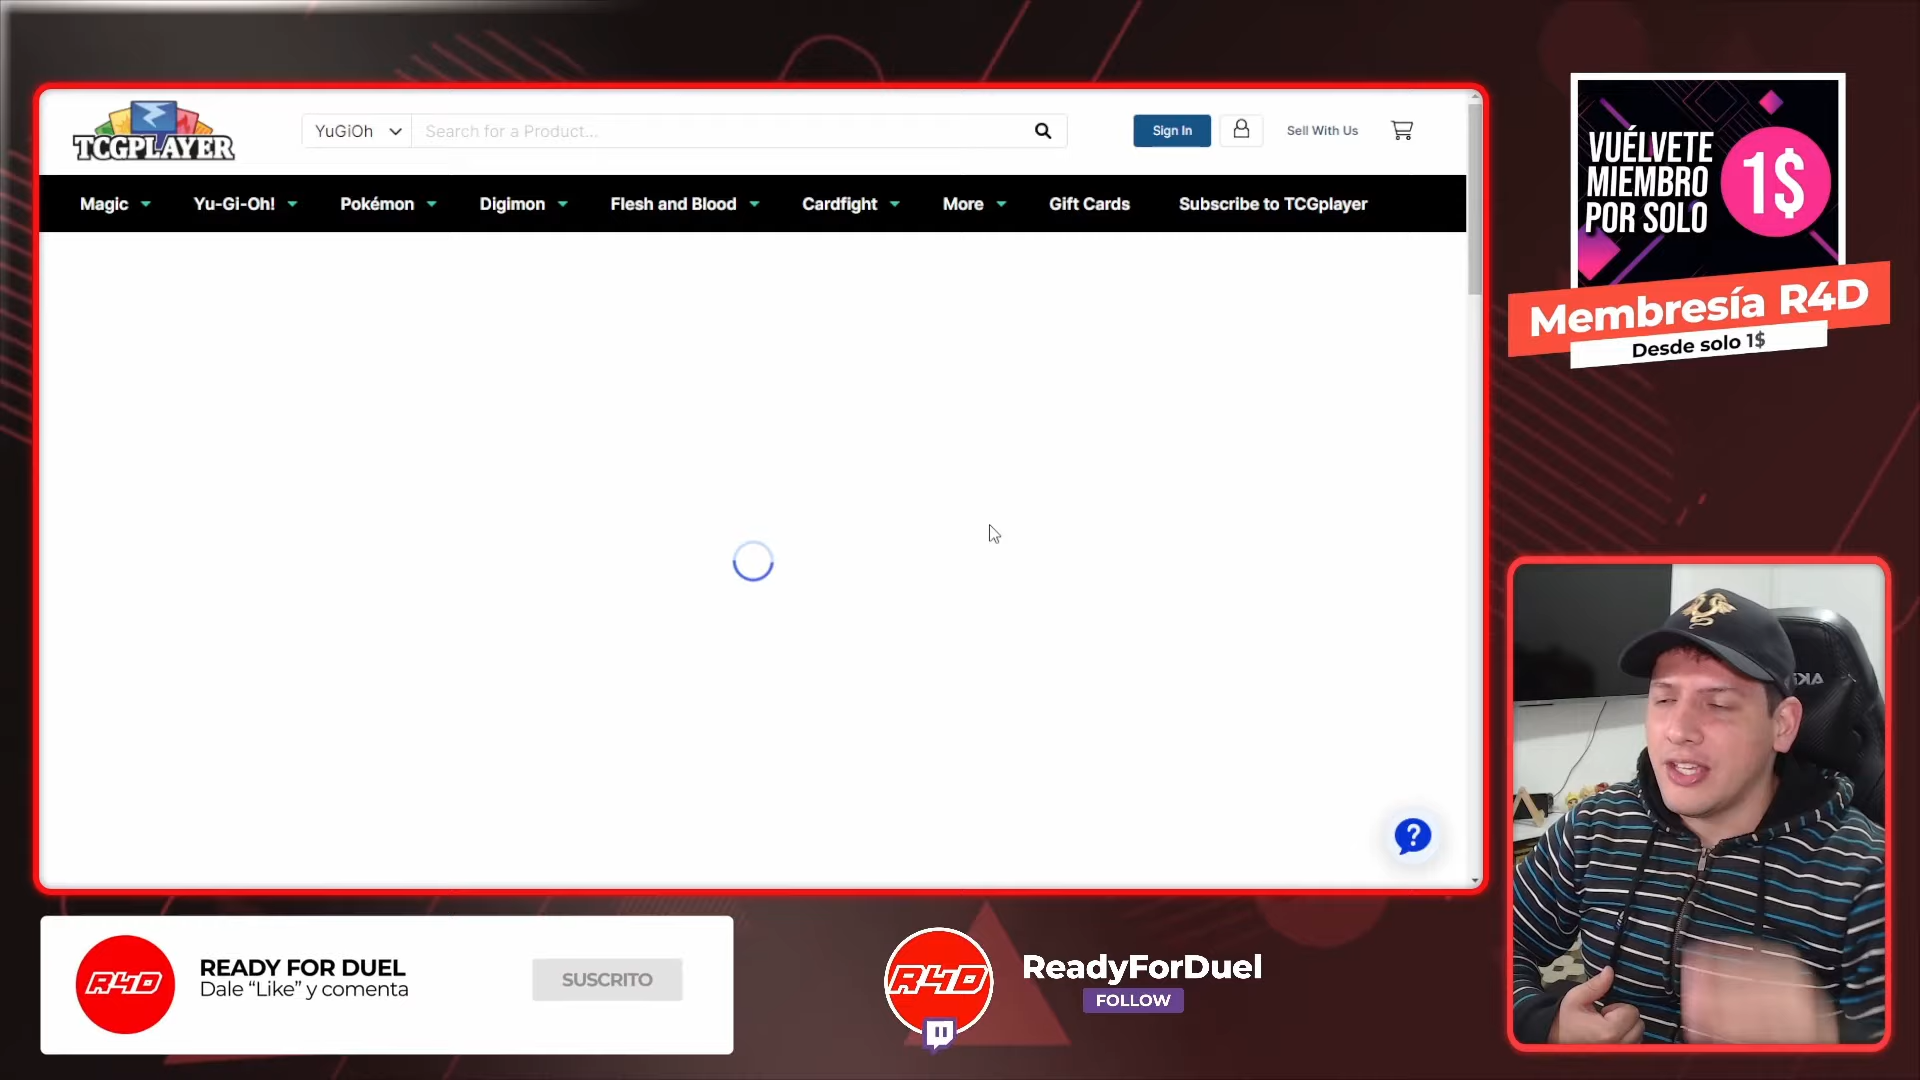 TCGPLAYER
YuGiOh
Search for a Product...
Sign In
Sell With Us
Magic
Yu-Gi-Oh!
Pokémon
Digimon
Flesh and Blood
Cardfight
More
Gift Cards
Subscribe to TCGplayer
VUÉLVETE
MIEMBRO
POR SOLO
1$
Membresía R4D
Desde solo 1$
?
R4D
READY FOR DUEL
Dale “Like” y comenta
SUSCRITO
R4D
ReadyForDuel
FOLLOW